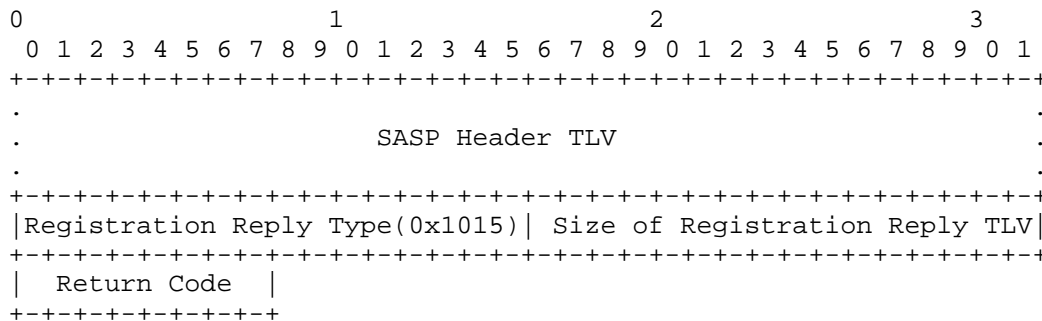 0                   1                   2                   3
 0 1 2 3 4 5 6 7 8 9 0 1 2 3 4 5 6 7 8 9 0 1 2 3 4 5 6 7 8 9 0 1
+-+-+-+-+-+-+-+-+-+-+-+-+-+-+-+-+-+-+-+-+-+-+-+-+-+-+-+-+-+-+-+-+
.                                                               .
.                      SASP Header TLV                          .
.                                                               .
+-+-+-+-+-+-+-+-+-+-+-+-+-+-+-+-+-+-+-+-+-+-+-+-+-+-+-+-+-+-+-+-+
|Registration Reply Type(0x1015)| Size of Registration Reply TLV|
+-+-+-+-+-+-+-+-+-+-+-+-+-+-+-+-+-+-+-+-+-+-+-+-+-+-+-+-+-+-+-+-+
|  Return Code  |
+-+-+-+-+-+-+-+-+